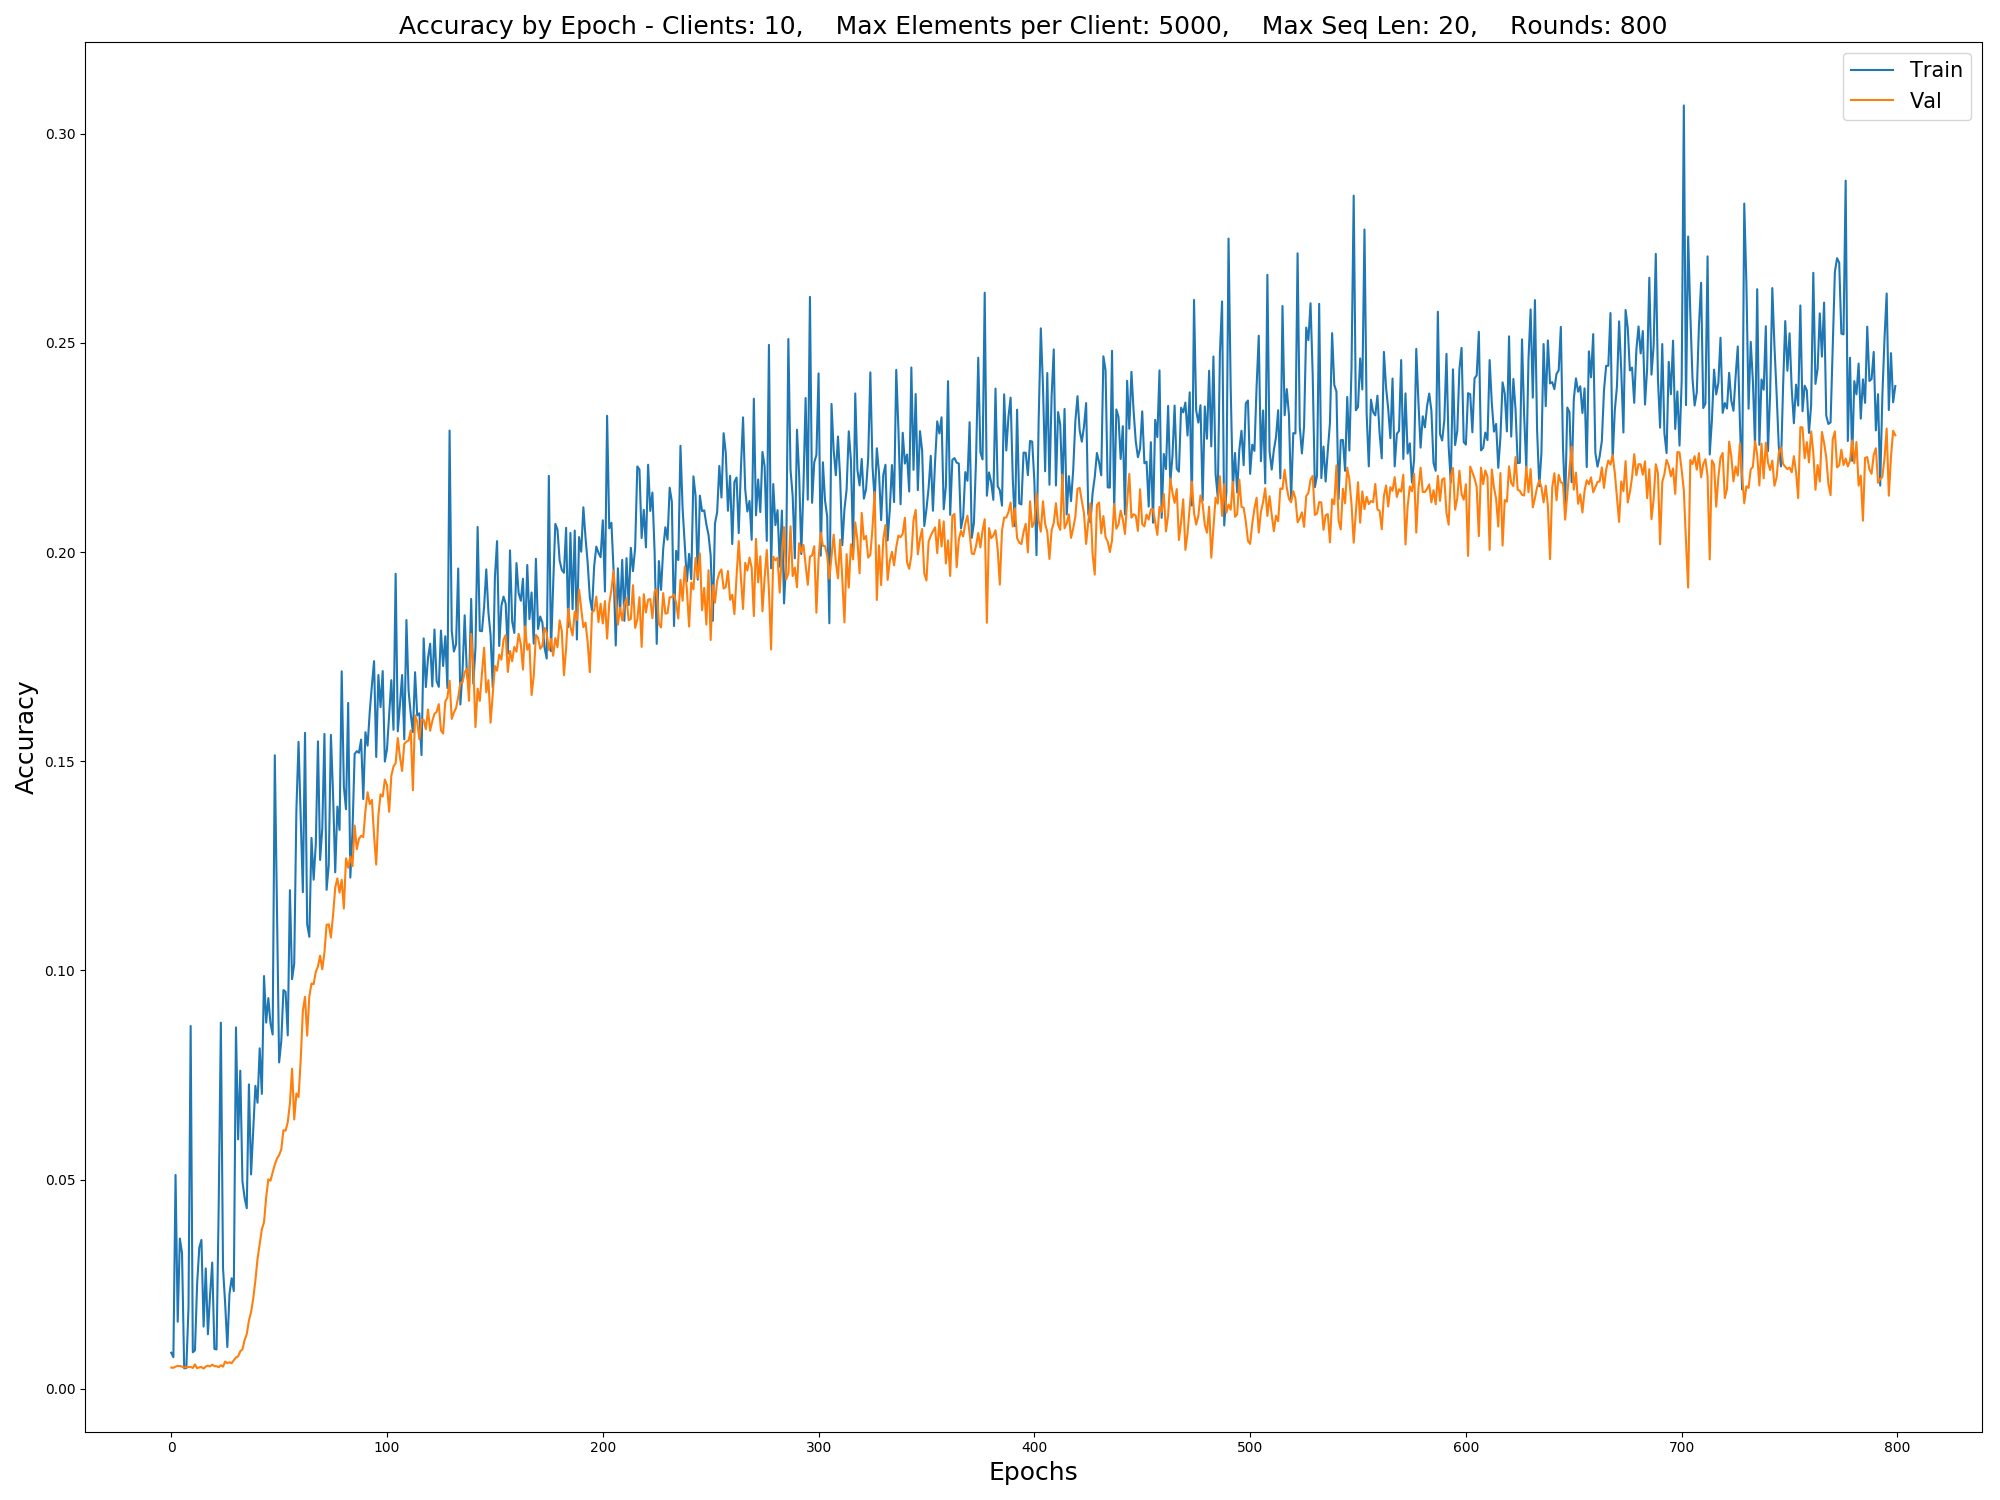 Accuracy by Epoch - Clients: 10,    Max Elements per Client: 5000,    Max Seq Len: 20,    Rounds: 800
Train
Val
0.30
0.25
0.20
0.15
0.10
0.05
0.00
Accuracy
0 100 200 300 400 500 600 700 800
Epochs